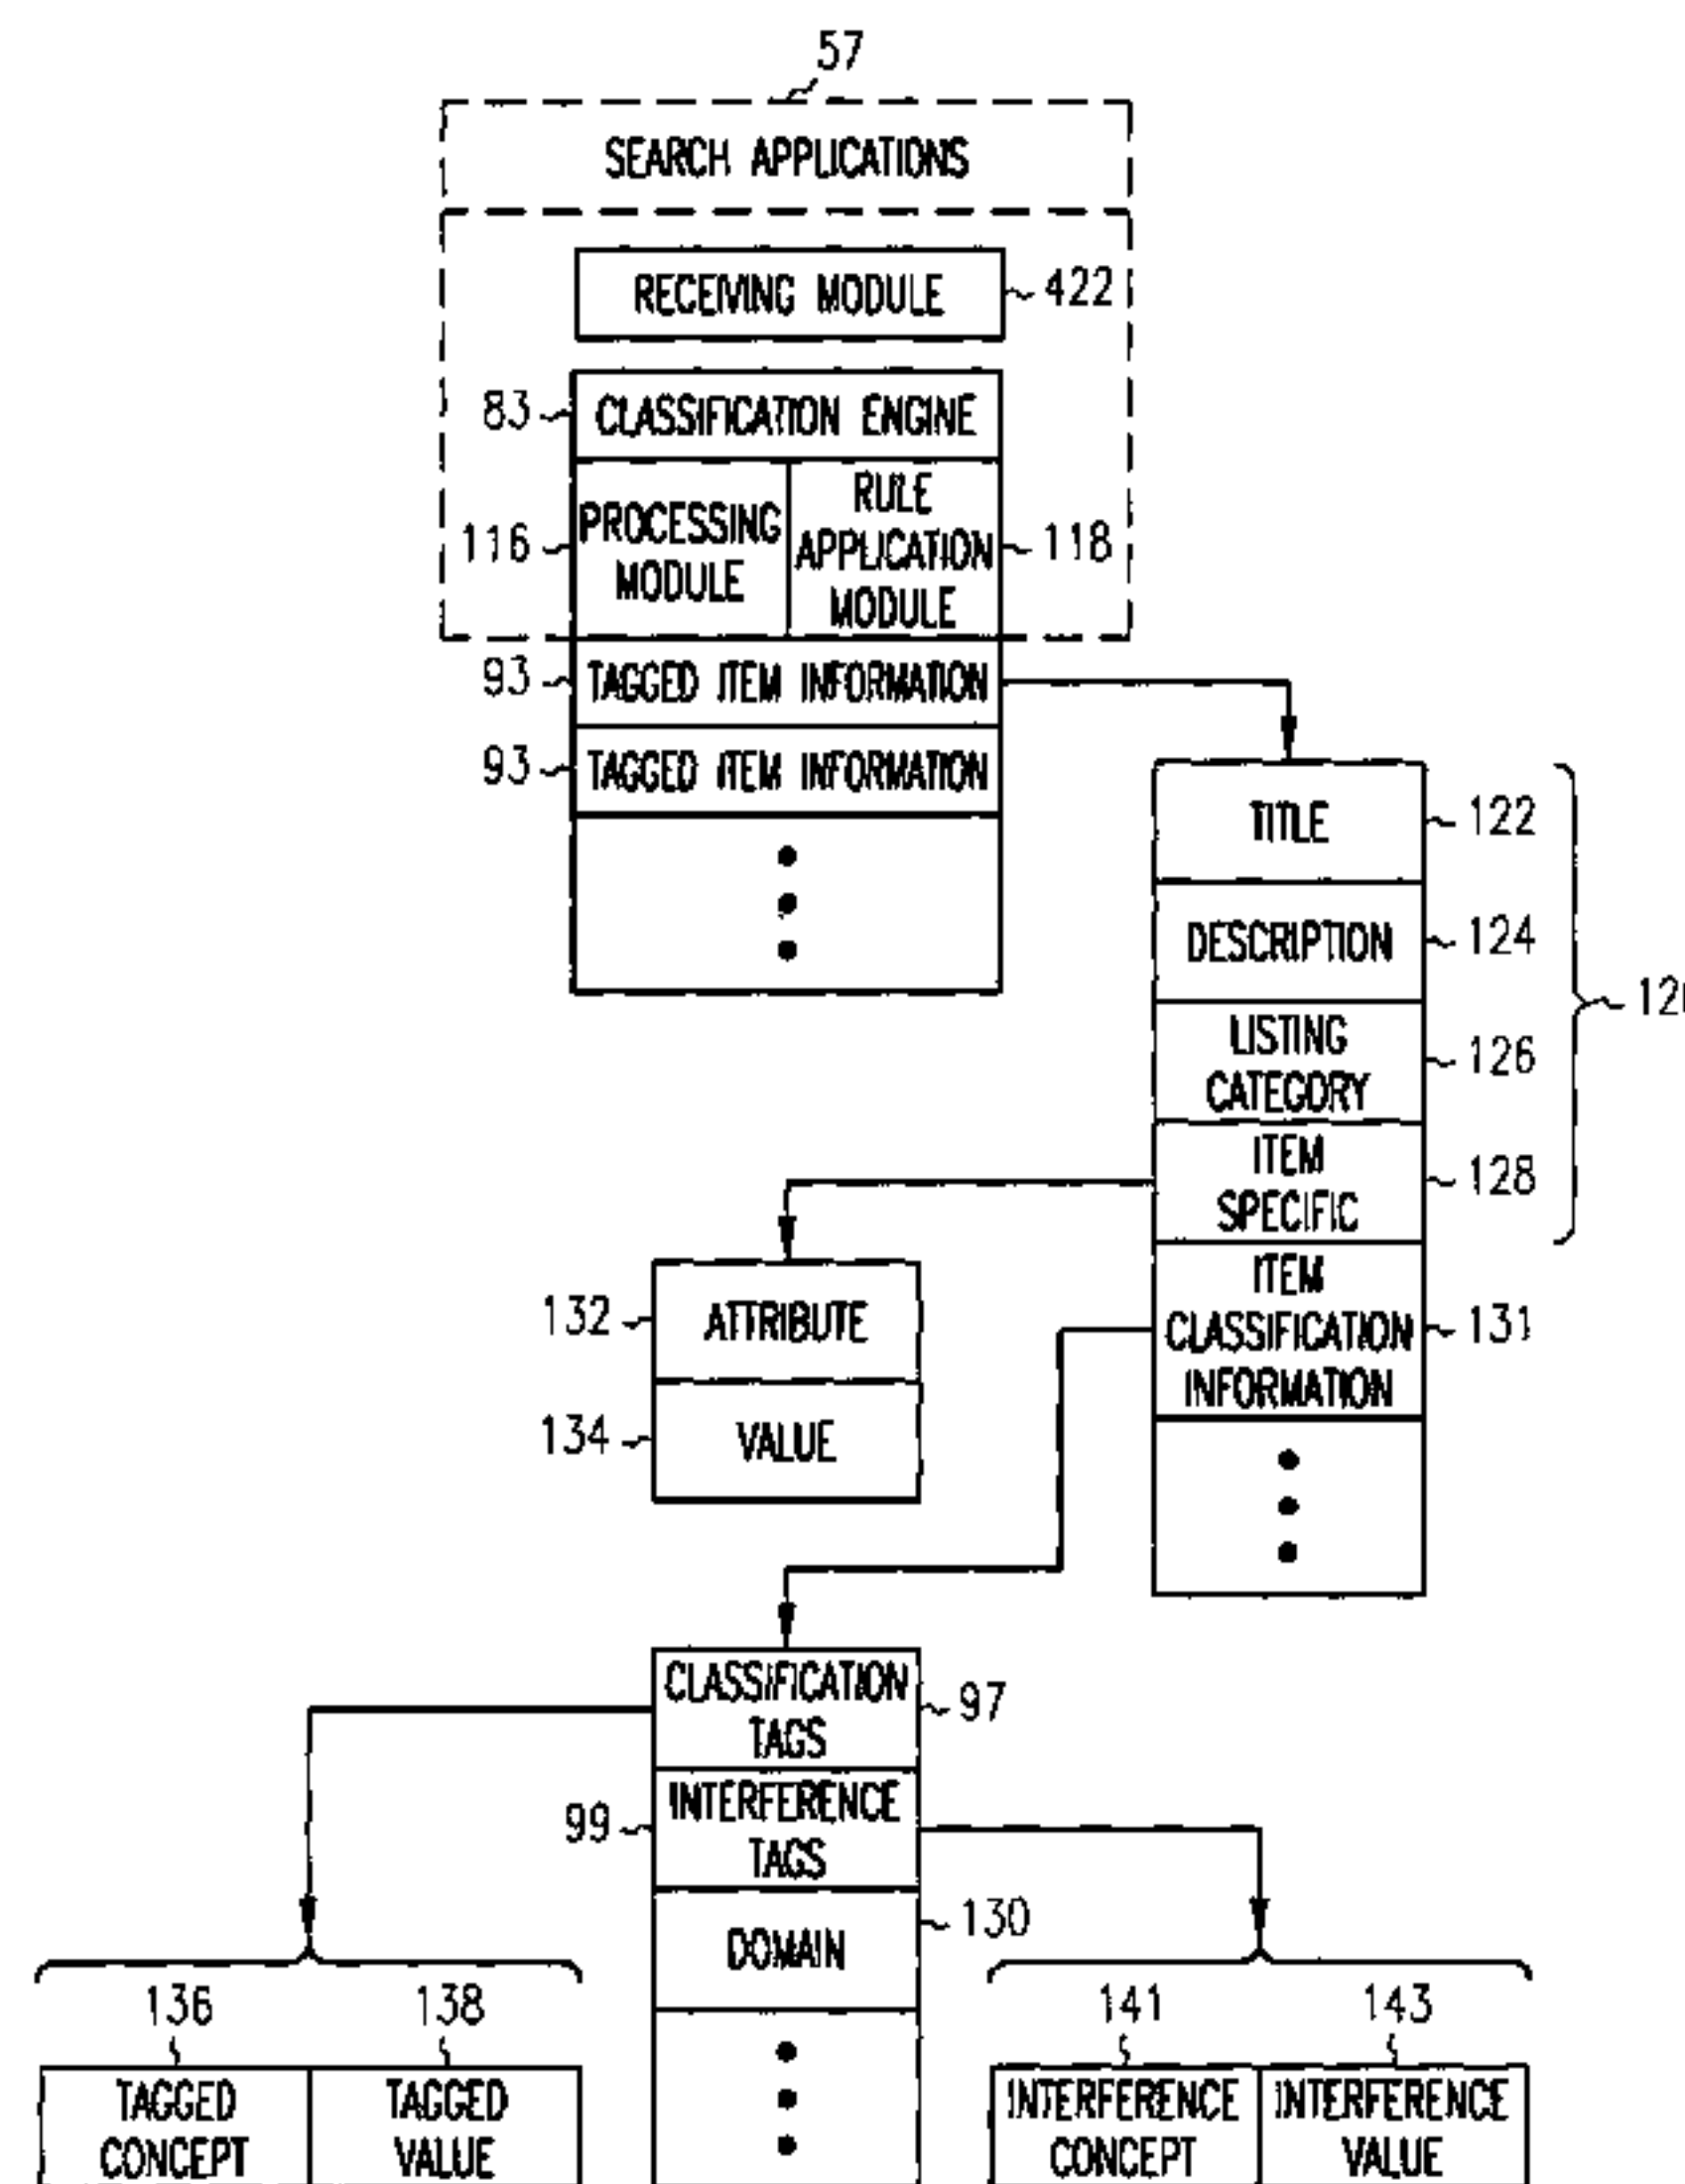 57
SEARCH APPLICATIONS
RECEIVING MODULE
422
83
CLASSIFICATION ENGINE
116
PROCESSING
MODULE
RULE
APPLICATION
MODULE
118
93
TAGGED ITEM INFORMATION
93
TAGGED ITEM INFORMATION
TITLE
122
DESCRIPTION
124
LISTING
CATEGORY
126
ITEM
SPECIFIC
128
132
ATTRIBUTE
134
VALUE
ITEM
CLASSIFICATION
INFORMATION
131
CLASSIFICATION
TAGS
97
99
INTERFERENCE
TAGS
DOMAIN
130
136
138
TAGGED
CONCEPT
TAGGED
VALUE
141
143
INTERFERENCE
CONCEPT
INTERFERENCE
VALUE